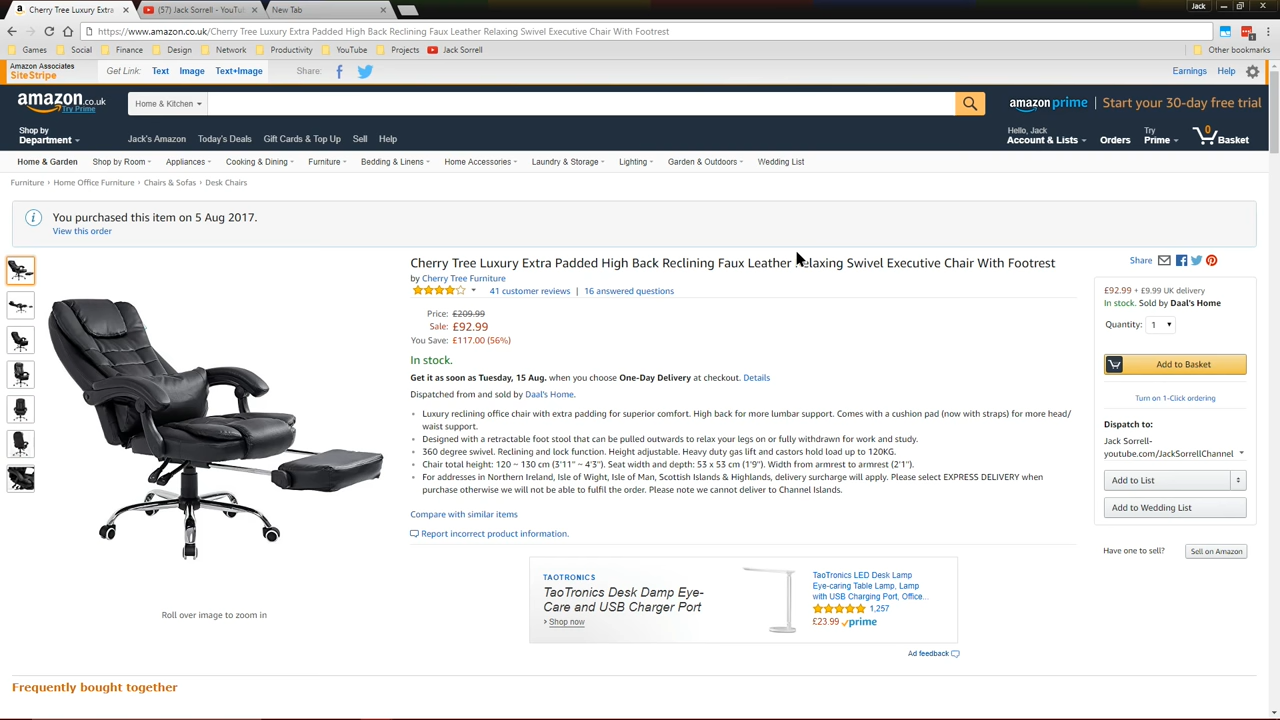 Cherry Tree Luxury Extra
(57) Jack Sorrell - YouTu
New Tab
Jack
https://www.amazon.co.uk/Cherry Tree Luxury Extra Padded High Back Reclining Faux Leather Relaxing Swivel Executive Chair With Footrest
Games Social Finance Design Network Productivity YouTube Projects Jack Sorrell Other bookmarks
Amazon Associates
SiteStripe
Get Link: Text Image Text+Image Share: Earnings Help
amazon.co.uk
Try Prime
Home & Kitchen
amazon prime Start your 30-day free trial
Shop by
Department
Jack's Amazon Today's Deals Gift Cards & Top Up Sell Help
Hello, Jack
Account & Lists
Orders
Try
Prime
0
Basket
Home & Garden Shop by Room Appliances Cooking & Dining Furniture Bedding & Linens Home Accessories Laundry & Storage Lighting Garden & Outdoors Wedding List
Furniture › Home Office Furniture › Chairs & Sofas › Desk Chairs
You purchased this item on 5 Aug 2017.
View this order
Cherry Tree Luxury Extra Padded High Back Reclining Faux Leather Relaxing Swivel Executive Chair With Footrest
by Cherry Tree Furniture
41 customer reviews | 16 answered questions
Price: £209.99
Sale: £92.99
You Save: £117.00 (56%)
In stock.
Get it as soon as Tuesday, 15 Aug. when you choose One-Day Delivery at checkout. Details
Dispatched from and sold by Daal's Home.
• Luxury reclining office chair with extra padding for superior comfort. High back for more lumbar support. Comes with a cushion pad (now with straps) for more head/
waist support.
• Designed with a retractable foot stool that can be pulled outwards to relax your legs on or fully withdrawn for work and study.
• 360 degree swivel. Reclining and lock function. Height adjustable. Heavy duty gas lift and castors hold load up to 120KG.
• Chair total height: 120 ~ 130 cm (3'11" ~ 4'3"). Seat width and depth: 53 x 53 cm (1'9"). Width from armrest to armrest (2'1").
• For addresses in Northern Ireland, Isle of Wight, Isle of Man, Scottish Islands & Highlands, delivery surcharge will apply. Please select EXPRESS DELIVERY when
purchase otherwise we will not be able to fulfil the order. Please note we cannot deliver to Channel Islands.
Compare with similar items
Report incorrect product information.
Roll over image to zoom in
Share
£92.99 + £9.99 UK delivery
In stock. Sold by Daal's Home
Quantity: 1
Add to Basket
Turn on 1-Click ordering
Dispatch to:
Jack Sorrell-
youtube.com/JackSorrellChannel
Add to List
Add to Wedding List
Have one to sell? Sell on Amazon
TAOTRONICS
TaoTronics Desk Damp Eye-
Care and USB Charger Port
› Shop now
TaoTronics LED Desk Lamp
Eye-caring Table Lamp, Lamp
with USB Charging Port, Office...
1,257
£23.99 prime
Ad feedback
Frequently bought together